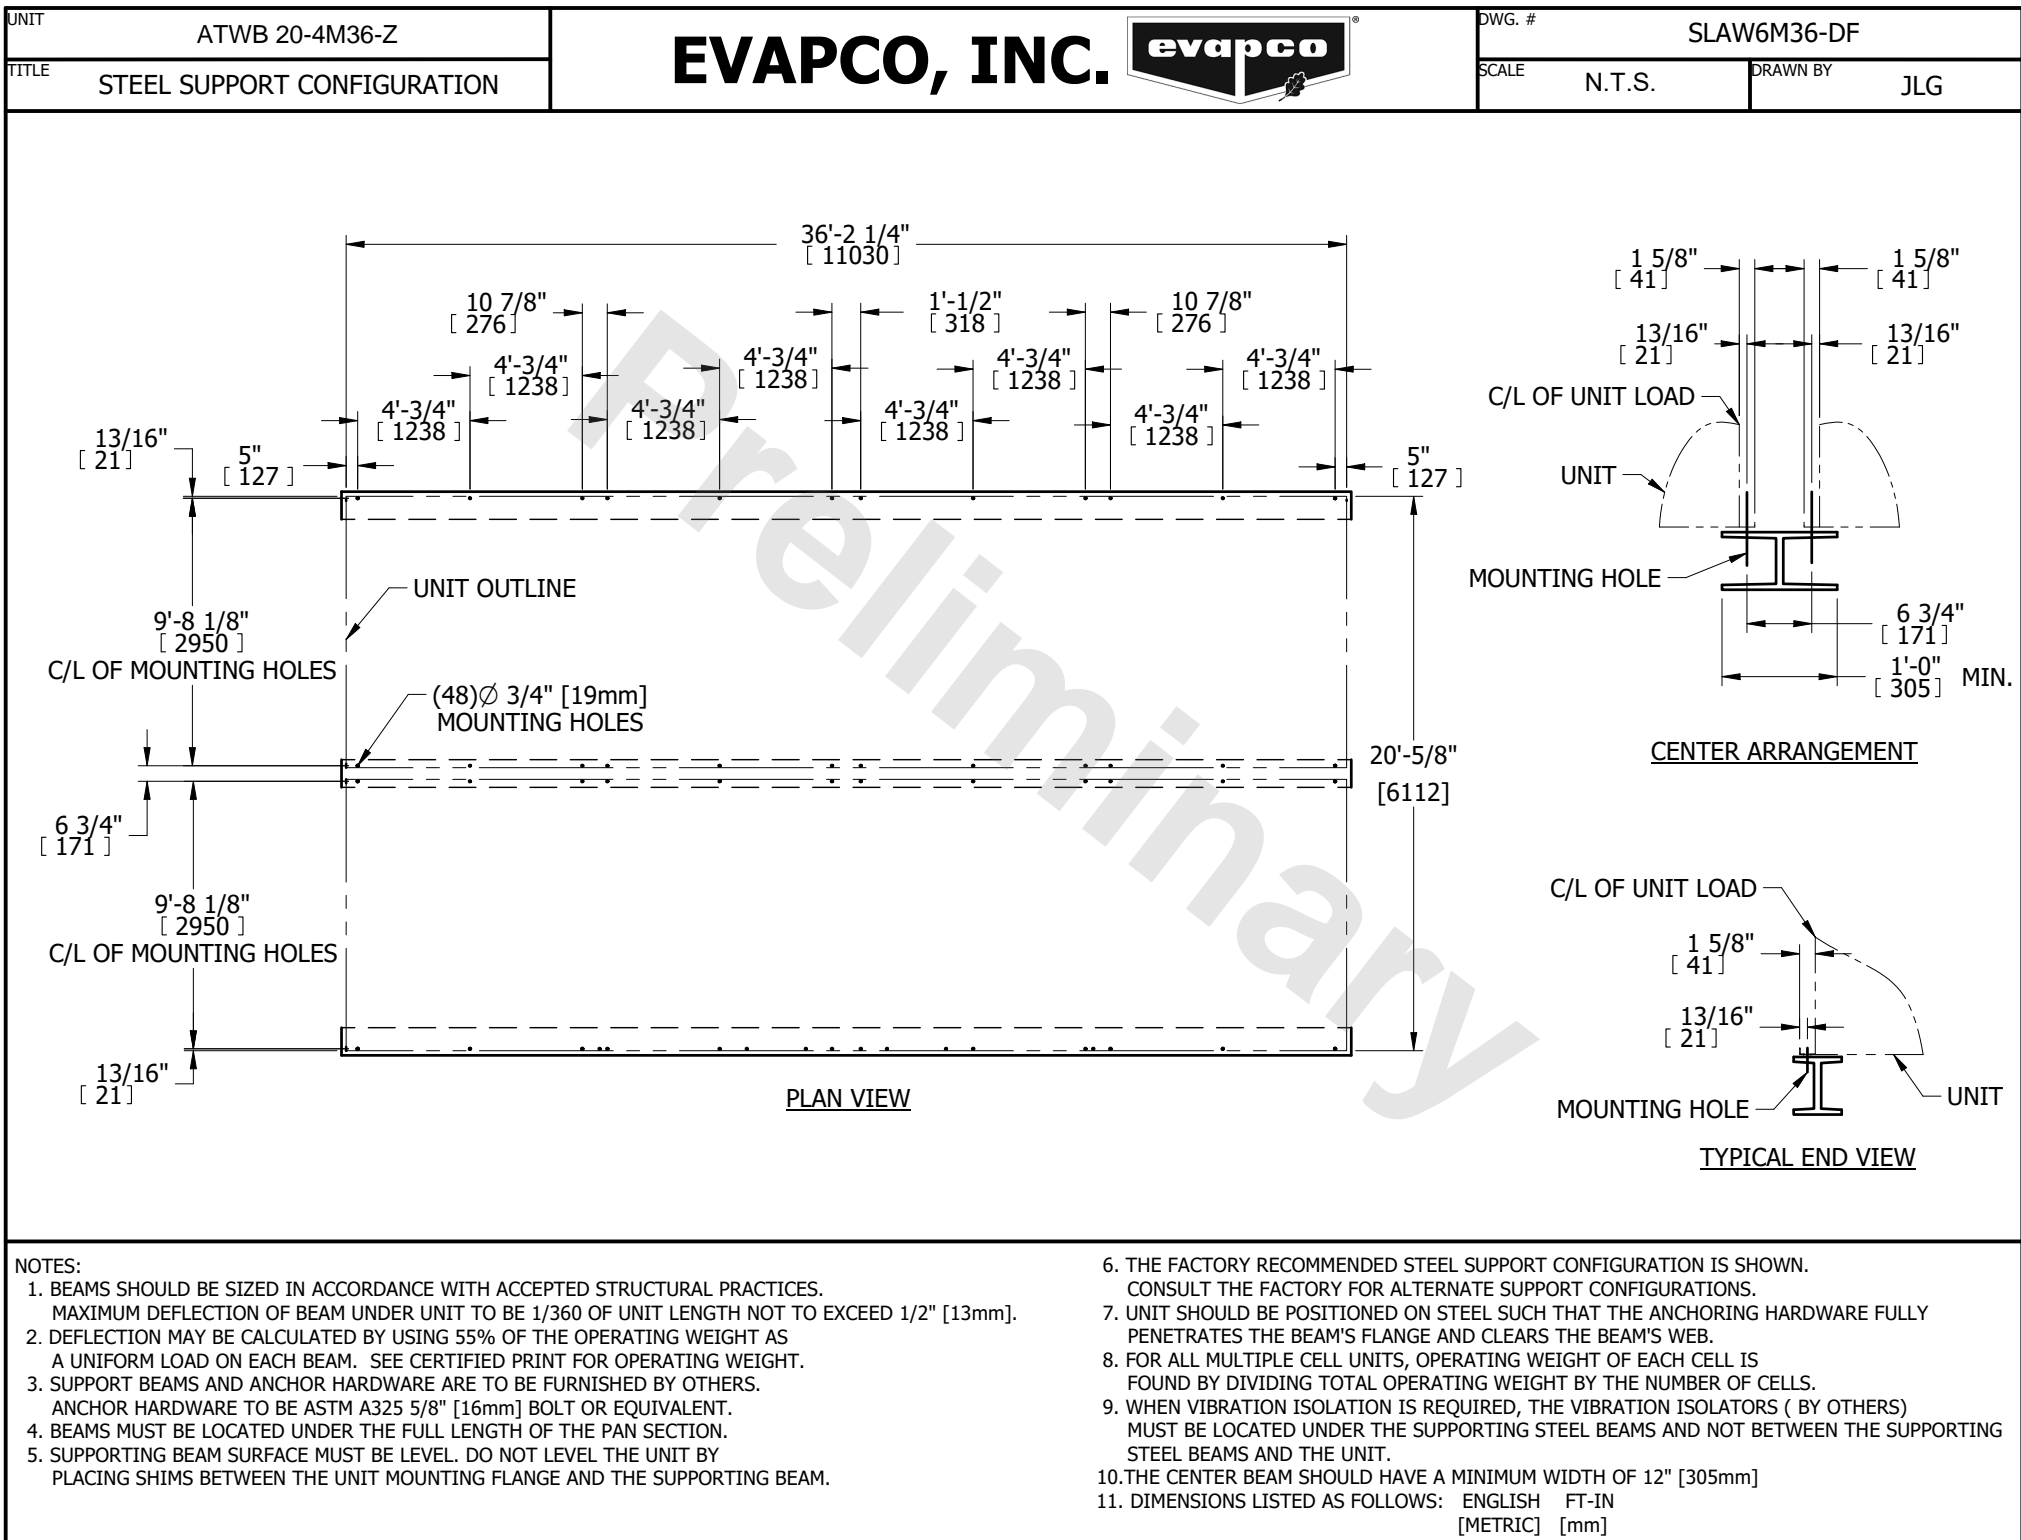 UNIT
ATWB 20-4M36-Z
TITLE
STEEL SUPPORT CONFIGURATION
EVAPCO, INC.
evapco
®
DWG. #
SLAW6M36-DF
SCALE
N.T.S.
DRAWN BY
JLG
36'-2 1/4"
[ 11030]
10 7/8"
[ 276]
1'-1/2"
[ 318 ]
10 7/8"
[ 276 ]
4'-3/4"
[ 1238]
4'-3/4"
[ 1238]
4'-3/4"
[ 1238]
4'-3/4"
[ 1238]
4'-3/4"
[ 1238 ]
4'-3/4"
[ 1238]
4'-3/4"
[ 1238]
4'-3/4"
[ 1238]
13/16"
[ 21]
5"
[ 127 ]
5"
[ 127 ]
UNIT OUTLINE
9'-8 1/8"
[ 2950 ]
C/L OF MOUNTING HOLES
(48)Ø 3/4" [19mm]
MOUNTING HOLES
20'-5/8"
[6112]
6 3/4"
[ 171 ]
9'-8 1/8"
[ 2950 ]
C/L OF MOUNTING HOLES
13/16"
[ 21]
PLAN VIEW
Preliminary
1 5/8"
[ 41]
1 5/8"
[ 41]
13/16"
[ 21]
13/16"
[ 21]
C/L OF UNIT LOAD
UNIT
MOUNTING HOLE
6 3/4"
[ 171]
1'-0"
[ 305] MIN.
CENTER ARRANGEMENT
C/L OF UNIT LOAD
1 5/8"
[ 41]
13/16"
[ 21]
MOUNTING HOLE
UNIT
TYPICAL END VIEW
NOTES:
1. BEAMS SHOULD BE SIZED IN ACCORDANCE WITH ACCEPTED STRUCTURAL PRACTICES.
MAXIMUM DEFLECTION OF BEAM UNDER UNIT TO BE 1/360 OF UNIT LENGTH NOT TO EXCEED 1/2" [13mm].
2. DEFLECTION MAY BE CALCULATED BY USING 55% OF THE OPERATING WEIGHT AS
A UNIFORM LOAD ON EACH BEAM. SEE CERTIFIED PRINT FOR OPERATING WEIGHT.
3. SUPPORT BEAMS AND ANCHOR HARDWARE ARE TO BE FURNISHED BY OTHERS.
ANCHOR HARDWARE TO BE ASTM A325 5/8" [16mm] BOLT OR EQUIVALENT.
4. BEAMS MUST BE LOCATED UNDER THE FULL LENGTH OF THE PAN SECTION.
5. SUPPORTING BEAM SURFACE MUST BE LEVEL. DO NOT LEVEL THE UNIT BY
PLACING SHIMS BETWEEN THE UNIT MOUNTING FLANGE AND THE SUPPORTING BEAM.
6. THE FACTORY RECOMMENDED STEEL SUPPORT CONFIGURATION IS SHOWN.
CONSULT THE FACTORY FOR ALTERNATE SUPPORT CONFIGURATIONS.
7. UNIT SHOULD BE POSITIONED ON STEEL SUCH THAT THE ANCHORING HARDWARE FULLY
PENETRATES THE BEAM'S FLANGE AND CLEARS THE BEAM'S WEB.
8. FOR ALL MULTIPLE CELL UNITS, OPERATING WEIGHT OF EACH CELL IS
FOUND BY DIVIDING TOTAL OPERATING WEIGHT BY THE NUMBER OF CELLS.
9. WHEN VIBRATION ISOLATION IS REQUIRED, THE VIBRATION ISOLATORS ( BY OTHERS)
MUST BE LOCATED UNDER THE SUPPORTING STEEL BEAMS AND NOT BETWEEN THE SUPPORTING
STEEL BEAMS AND THE UNIT.
10.THE CENTER BEAM SHOULD HAVE A MINIMUM WIDTH OF 12" [305mm]
11. DIMENSIONS LISTED AS FOLLOWS: ENGLISH FT-IN
[METRIC] [mm]